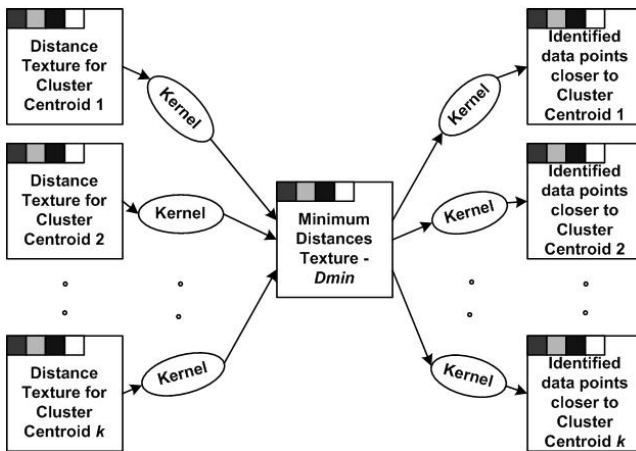 Distance
Texture for
Cluster
Centroid 1
Kernel
Identified
data points
closer to
Cluster
Centroid 1
Kernel
Distance
Texture for
Cluster
Centroid 2
Kernel
Minimum
Distances
Texture -
Dmin
Kernel
Identified
data points
closer to
Cluster
Centroid 2
Distance
Texture for
Cluster
Centroid k
Kernel
Kernel
Identified
data points
closer to
Cluster
Centroid k